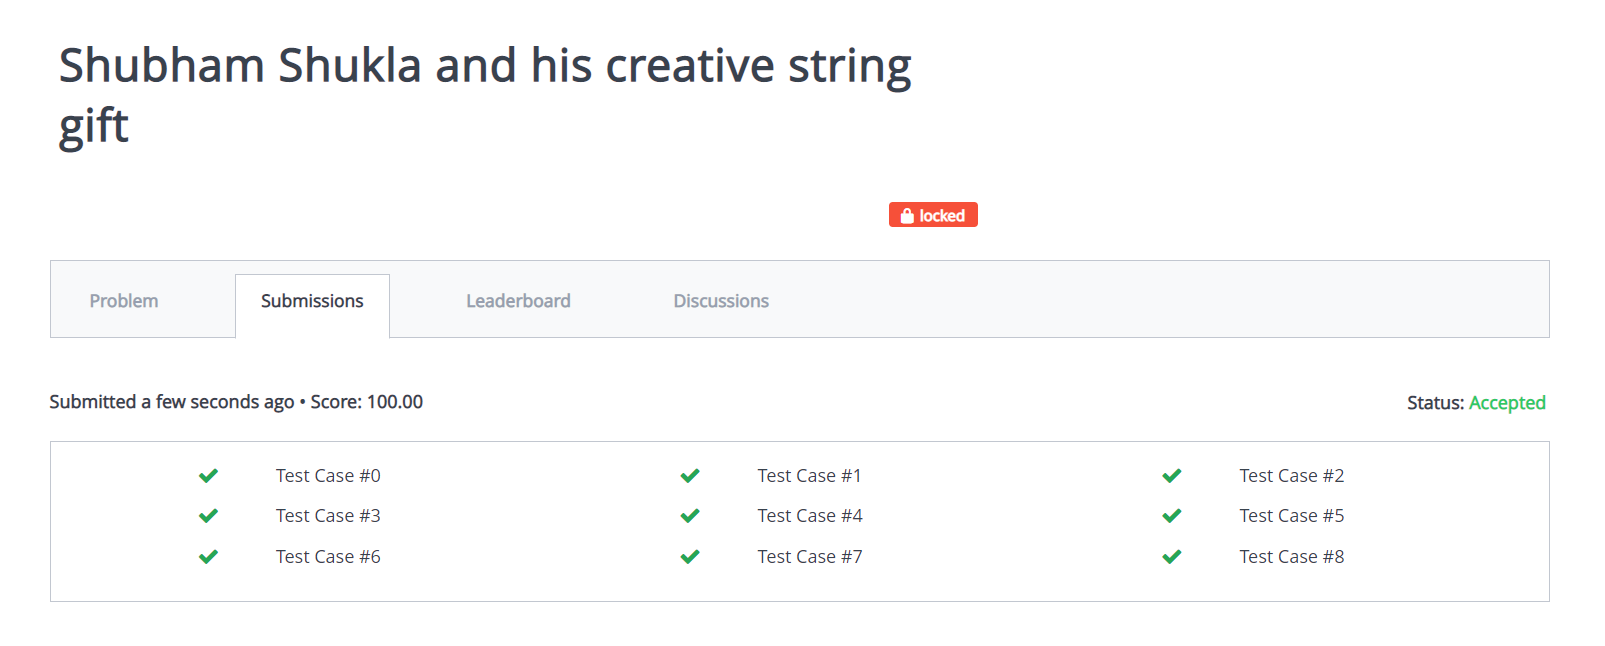 Shubham Shukla and his creative string
gift
locked
Problem Submissions Leaderboard Discussions
Submitted a few seconds ago • Score: 100.00 Status: Accepted
Test Case #0 Test Case #1 Test Case #2
Test Case #3 Test Case #4 Test Case #5
Test Case #6 Test Case #7 Test Case #8